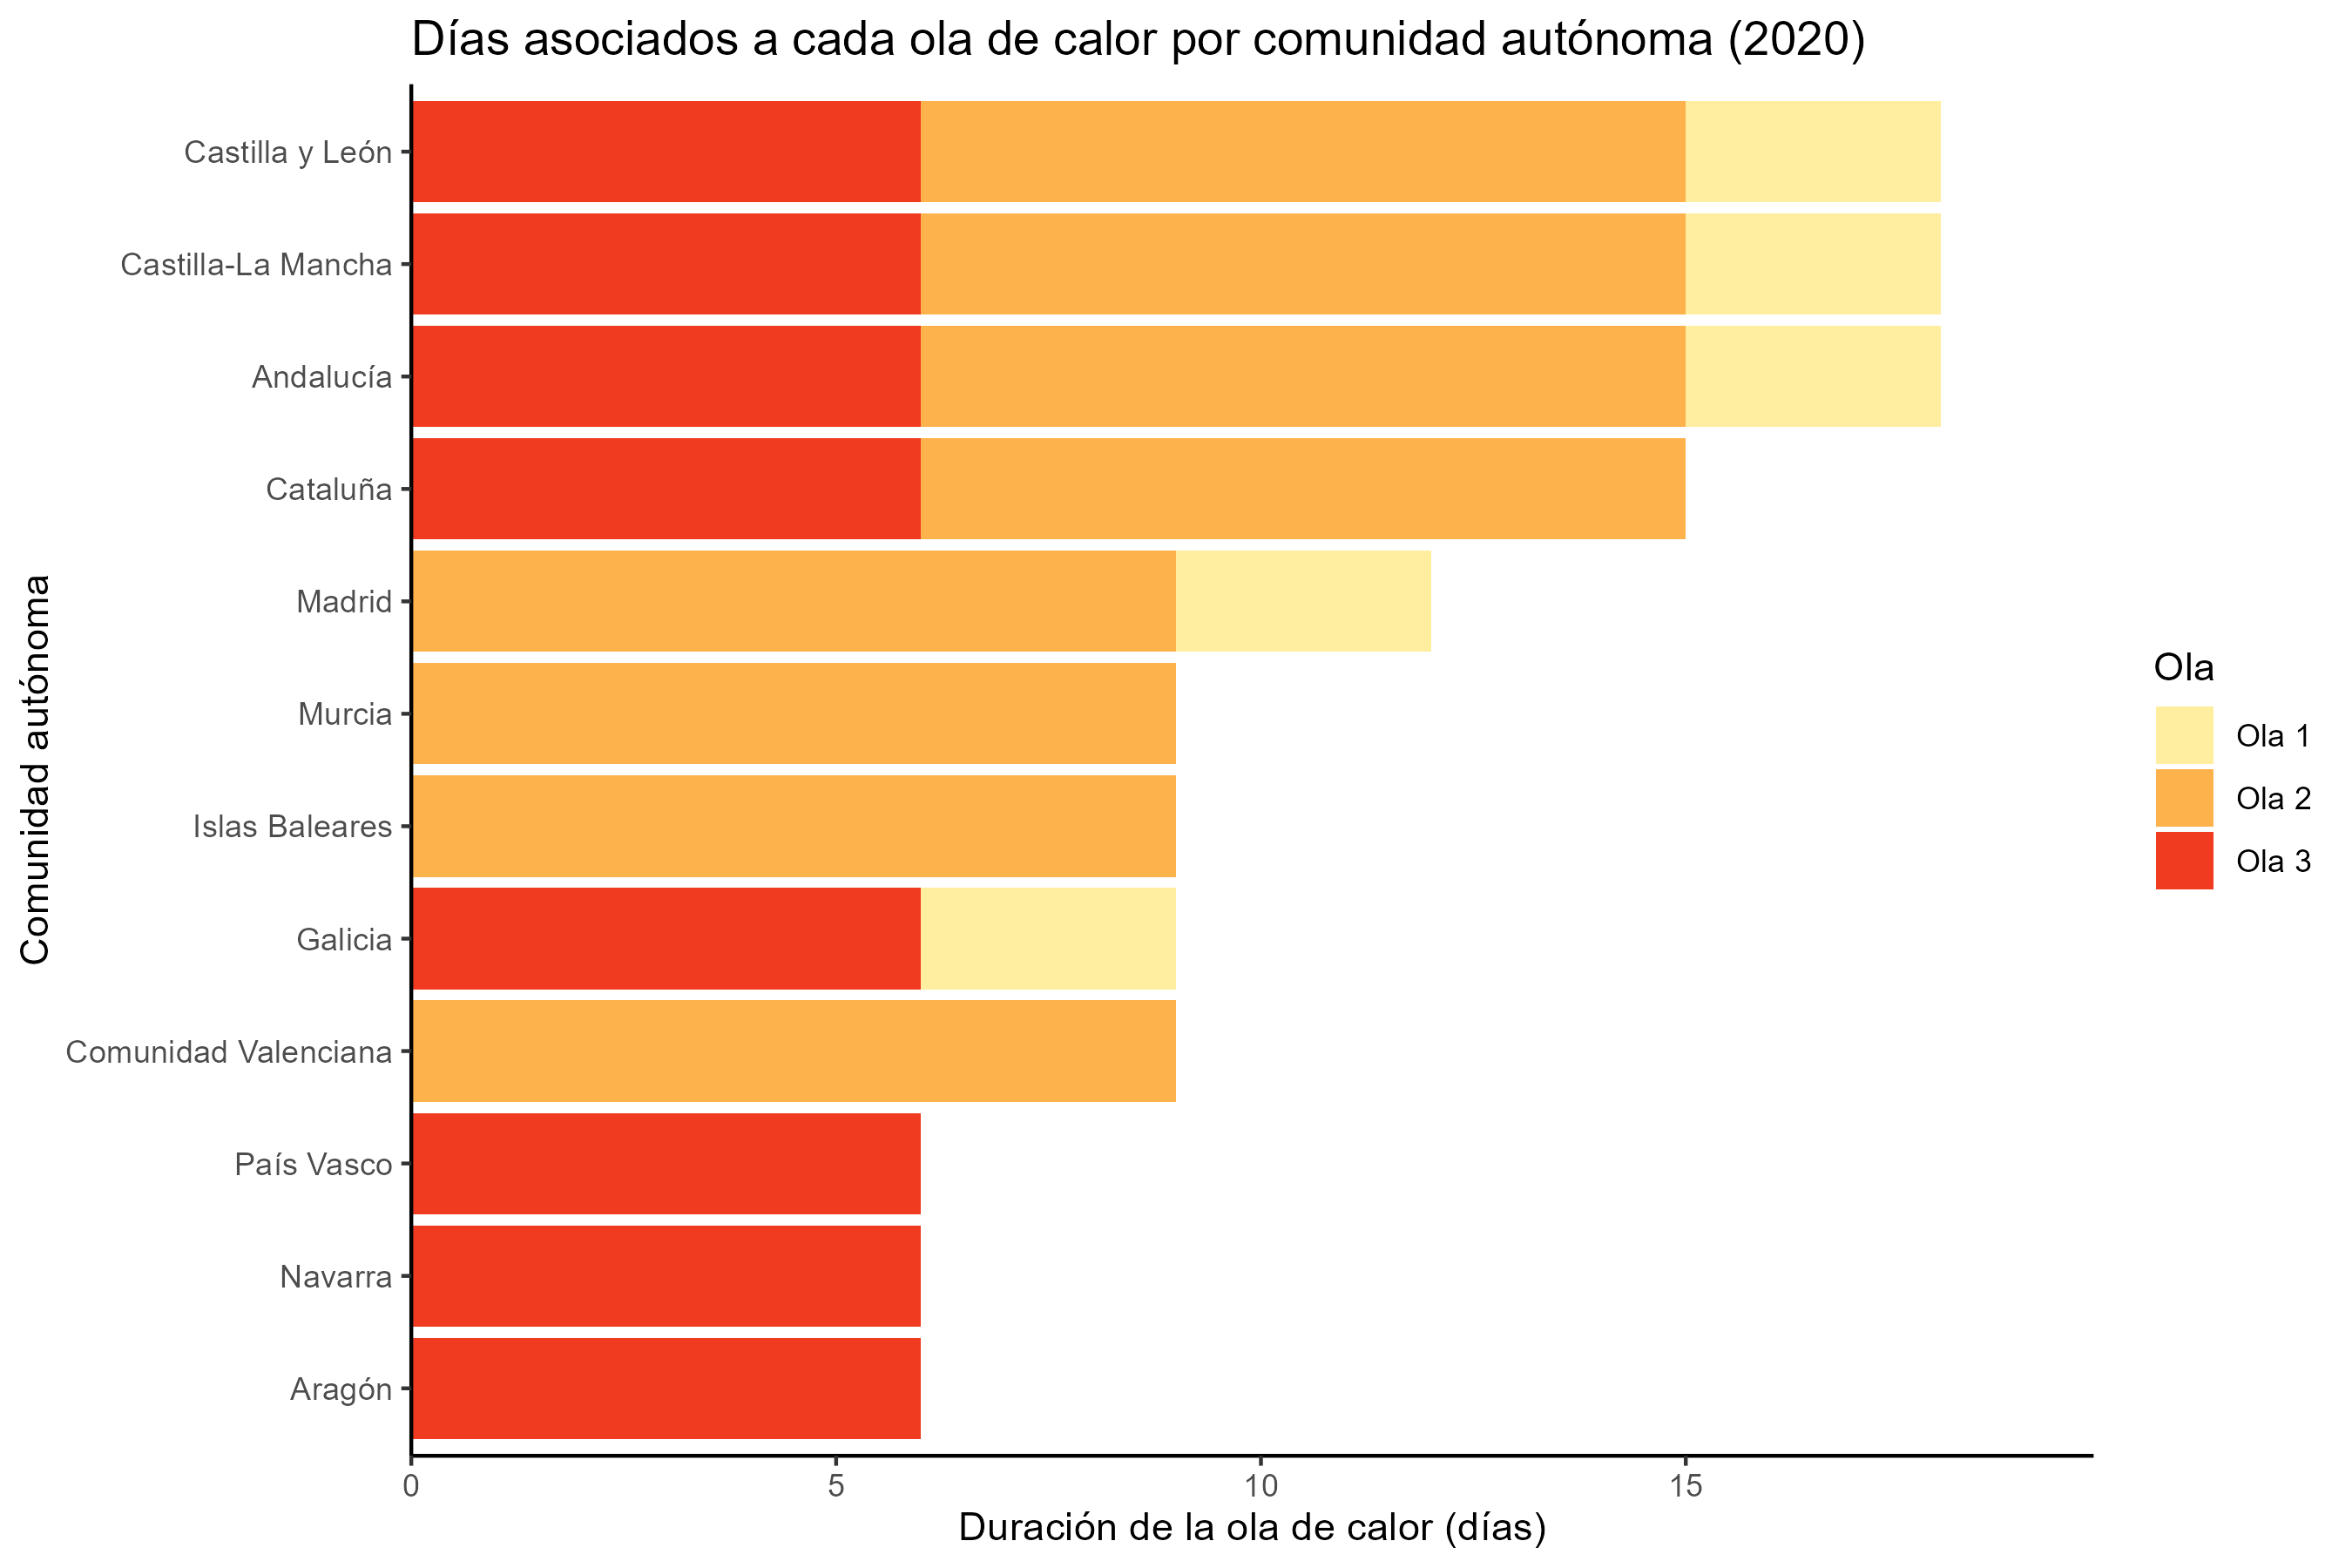 Días asociados a cada ola de calor por comunidad autónoma (2020)
Comunidad autónoma
Castilla y León
Castilla-La Mancha
Andalucía
Cataluña
Madrid
Murcia
Islas Baleares
Galicia
Comunidad Valenciana
País Vasco
Navarra
Aragón
0 5 10 15
Duración de la ola de calor (días)
Ola
Ola 1
Ola 2
Ola 3